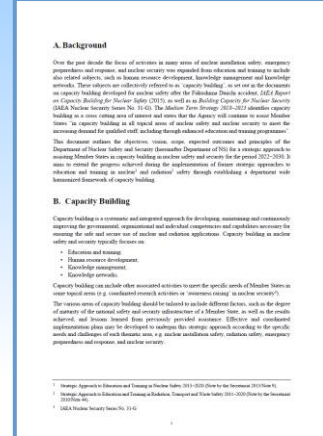 A. Background
Over the past decade the focus of activities in many areas of nuclear installation safety, emergency
preparedness and response, and nuclear security was expanded from education and training to include
also related subjects, such as human resource development, knowledge management and knowledge
networks. These subjects are collectively referred to as 'capacity building', as set out in the documents
on capacity building developed for nuclear safety after the Fukushima Daiichi accident, IAEA Report
on Capacity Building for Nuclear Safety (2015), as well as in Building Capacity for Nuclear Security
(IAEA Nuclear Security Series No. 31-G). The Medium Term Strategy 2018–2023 identifies capacity
building as a cross cutting area of interest and states that the Agency will continue to assist Member
States "in capacity building in all topical areas of nuclear safety and nuclear security to meet the
increasing demand for qualified staff, including through enhanced education and training programmes".
This document outlines the objectives, vision, scope, expected outcomes and principles of the
Department of Nuclear Safety and Security (hereinafter Department of NS) for a strategic approach to
assisting Member States in capacity building in nuclear safety and security for the period 2022–2030. It
aims to extend the progress achieved during the implementation of former strategic approaches to
education and training in nuclear¹ and radiation² safety through establishing a department wide
harmonized framework of capacity building.
B. Capacity Building
Capacity building is a systematic and integrated approach for developing, maintaining and continuously
improving the governmental, organizational and individual competencies and capabilities necessary for
ensuring the safe and secure use of nuclear and radiation applications. Capacity building in nuclear
safety and security typically focuses on:
• Education and training;
• Human resource development;
• Knowledge management;
• Knowledge networks.
Capacity building can include other associated activities to meet the specific needs of Member States in
some topical areas (e.g. coordinated research activities or 'awareness raising' in nuclear security³).
The various areas of capacity building should be tailored to include different factors, such as the degree
of maturity of the national safety and security infrastructure of a Member State, as well as the results
achieved, and lessons learned from previously provided assistance. Effective and coordinated
implementation plans may be developed to underpin this strategic approach according to the specific
needs and challenges of each thematic area, e.g. nuclear installation safety, radiation safety, emergency
preparedness and response, and nuclear security.
¹ Strategic Approach to Education and Training in Nuclear Safety 2013–2020 (Note by the Secretariat 2013/Note 9).
² Strategic Approach to Education and Training in Radiation, Transport and Waste Safety 2011–2020 (Note by the Secretariat
2010/Note 44).
³ IAEA Nuclear Security Series No. 31-G